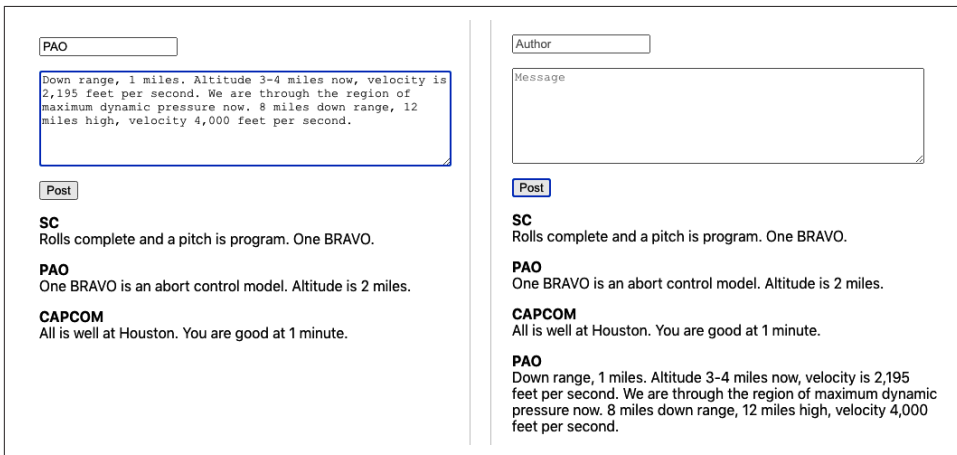 PAO
Down range, 1 miles. Altitude 3-4 miles now, velocity is
2,195 feet per second. We are through the region of
maximum dynamic pressure now. 8 miles down range, 12
miles high, velocity 4,000 feet per second.
Post
SC
Rolls complete and a pitch is program. One BRAVO.
PAO
One BRAVO is an abort control model. Altitude is 2 miles.
CAPCOM
All is well at Houston. You are good at 1 minute.
Author
Message
Post
SC
Rolls complete and a pitch is program. One BRAVO.
PAO
One BRAVO is an abort control model. Altitude is 2 miles.
CAPCOM
All is well at Houston. You are good at 1 minute.
PAO
Down range, 1 miles. Altitude 3-4 miles now, velocity is 2,195
feet per second. We are through the region of maximum dynamic
pressure now. 8 miles down range, 12 miles high, velocity 4,000
feet per second.